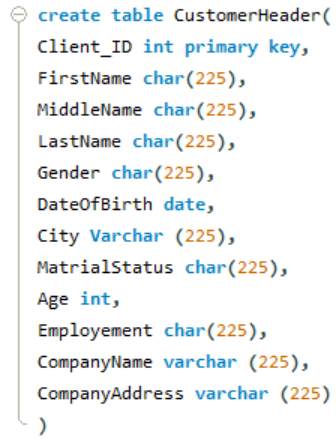 create table CustomerHeader(
Client_ID int primary key,
FirstName char(225),
MiddleName char(225),
LastName char(225),
Gender char(225),
DateOfBirth date,
City Varchar (225),
MatrialStatus char(225),
Age int,
Employement char(225),
CompanyName varchar (225),
CompanyAddress varchar (225)
)